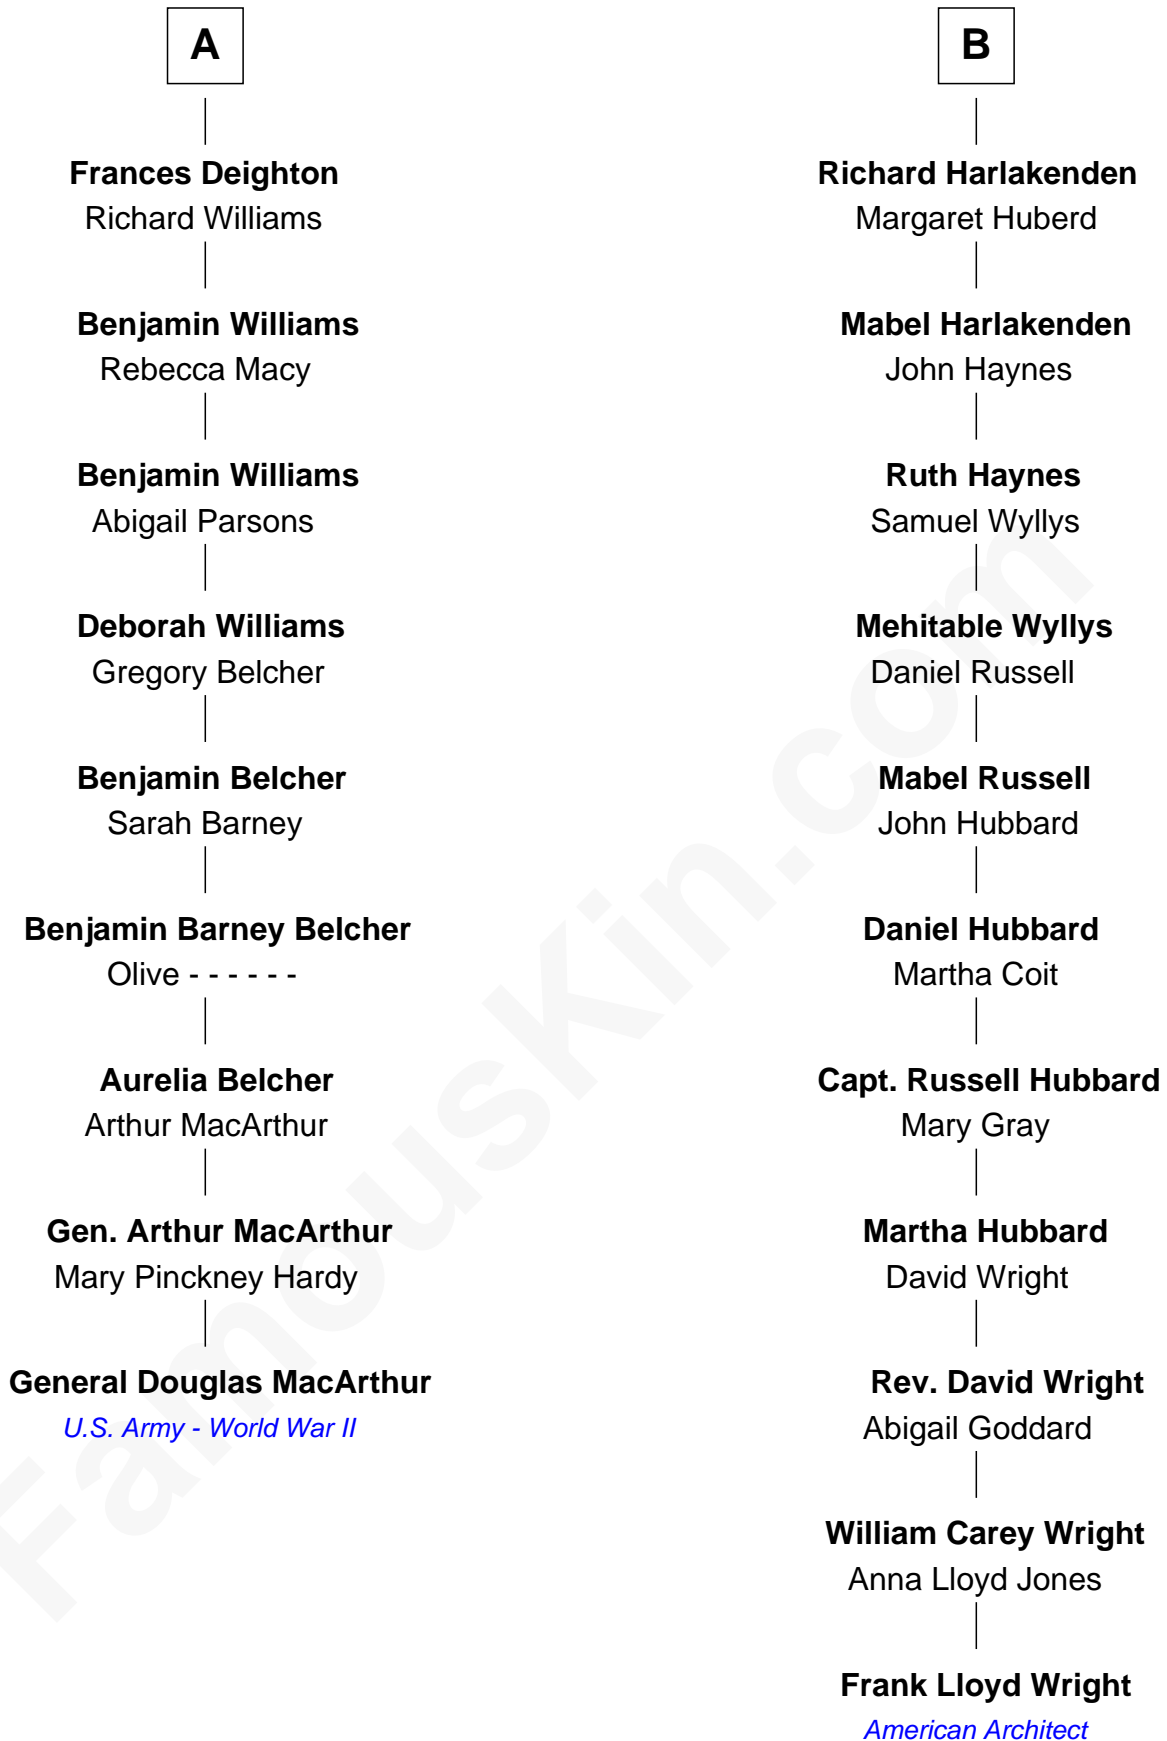 A
Frances Deighton
Richard Williams
Benjamin Williams
Rebecca Macy
Benjamin Williams
Abigail Parsons
Deborah Williams
Gregory Belcher
Benjamin Belcher
Sarah Barney
Benjamin Barney Belcher
Olive - - - - - -
Aurelia Belcher
Arthur MacArthur
Gen. Arthur MacArthur
Mary Pinckney Hardy
General Douglas MacArthur
U.S. Army - World War II
B
Richard Harlakenden
Margaret Huberd
Mabel Harlakenden
John Haynes
Ruth Haynes
Samuel Wyllys
Mehitable Wyllys
Daniel Russell
Mabel Russell
John Hubbard
Daniel Hubbard
Martha Coit
Capt. Russell Hubbard
Mary Gray
Martha Hubbard
David Wright
Rev. David Wright
Abigail Goddard
William Carey Wright
Anna Lloyd Jones
Frank Lloyd Wright
American Architect
FamousKin.com